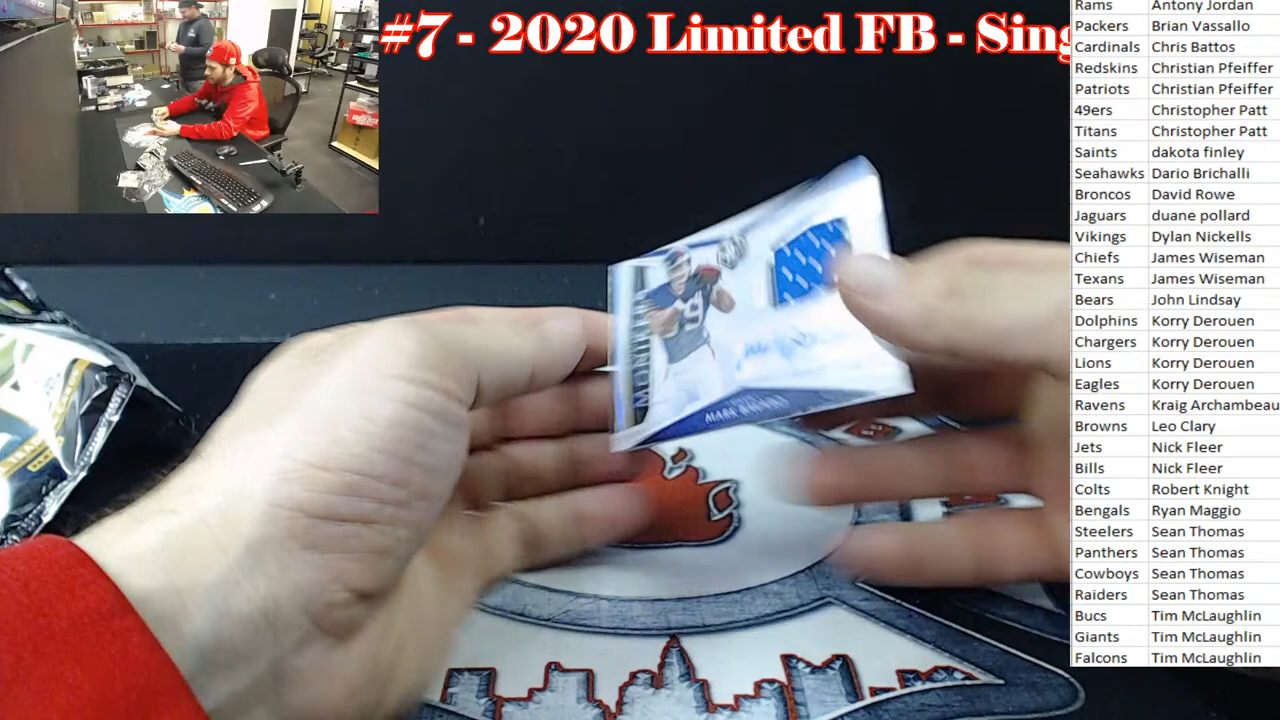 #7 - 2020 Limited FB - Sing
Rams Antony Jordan
Packers Brian Vassallo
Cardinals Chris Battos
Redskins Christian Pfeiffer
Patriots Christian Pfeiffer
49ers Christopher Patt
Titans Christopher Patt
Saints dakota finley
Seahawks Dario Brichalli
Broncos David Rowe
Jaguars duane pollard
Vikings Dylan Nickells
Chiefs James Wiseman
Texans James Wiseman
Bears John Lindsay
Dolphins Korry Derouen
Chargers Korry Derouen
Lions Korry Derouen
Eagles Korry Derouen
Ravens Kraig Archambeau
Browns Leo Clary
Jets Nick Fleer
Bills Nick Fleer
Colts Robert Knight
Bengals Ryan Maggio
Steelers Sean Thomas
Panthers Sean Thomas
Cowboys Sean Thomas
Raiders Sean Thomas
Bucs Tim McLaughlin
Giants Tim McLaughlin
Falcons Tim McLaughlin
MARK